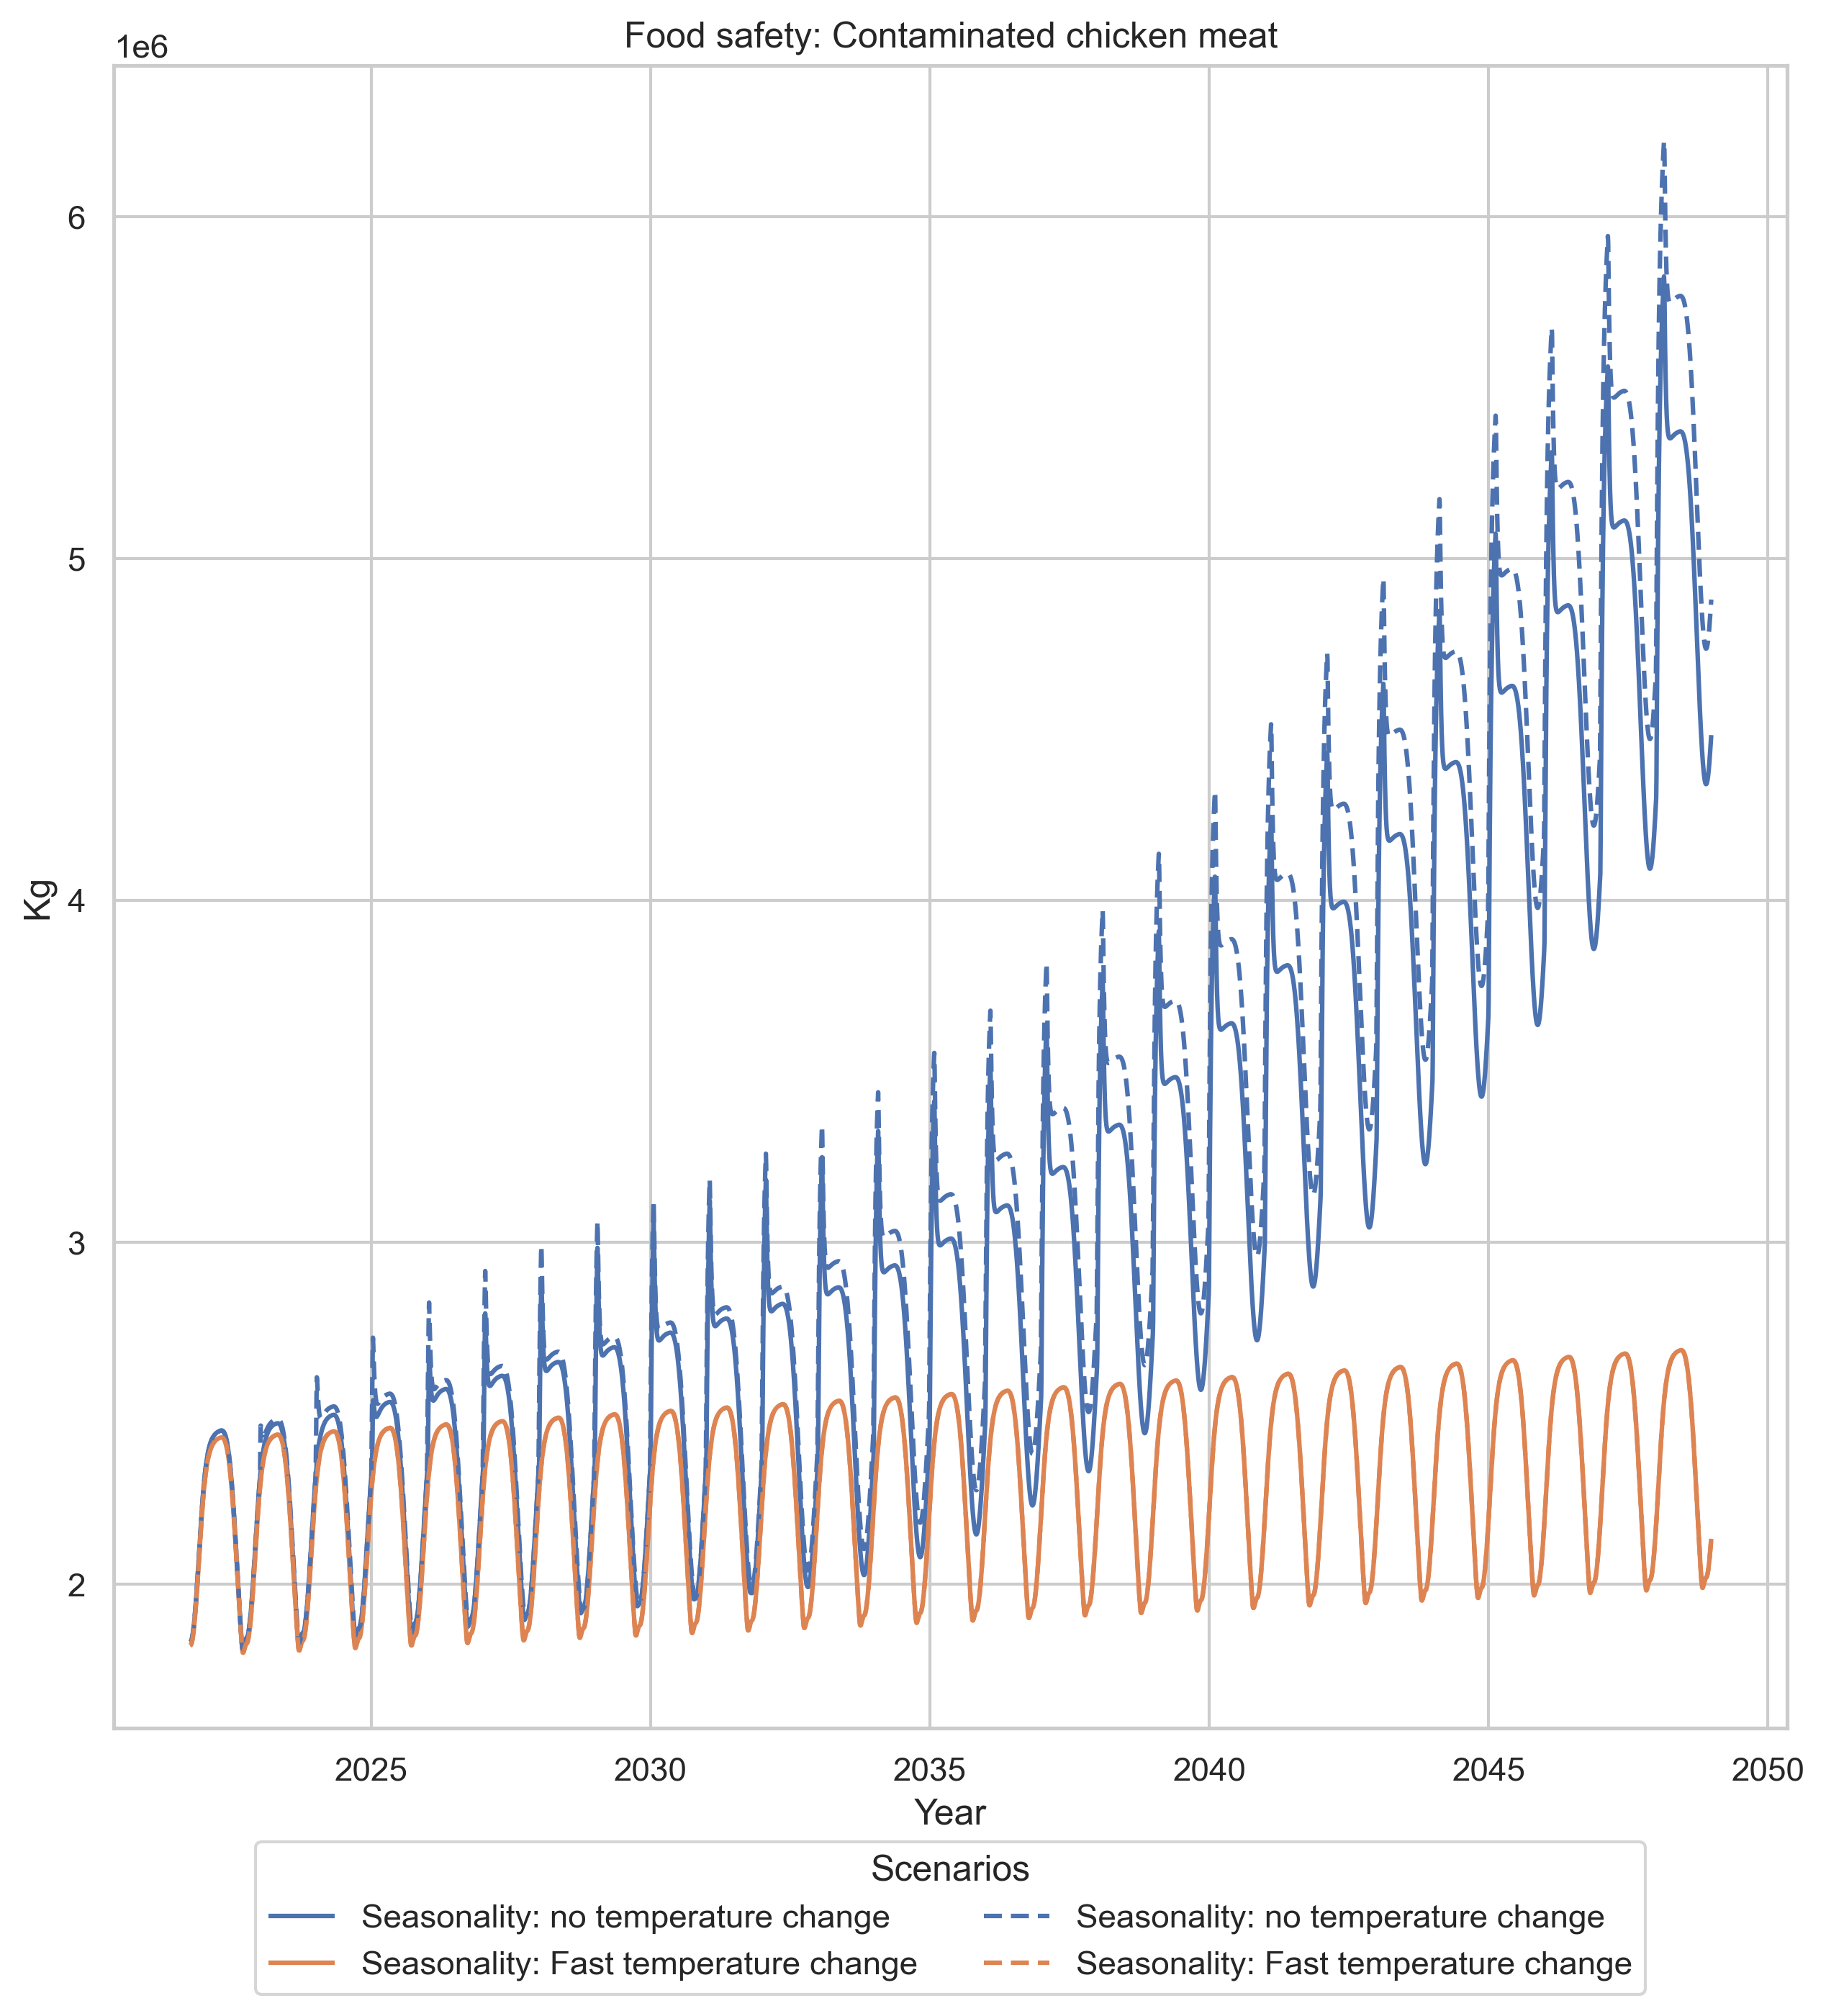 Food safety: Contaminated chicken meat
1e6
6
5
4
3
2
Kg
2025 2030 2035 2040 2045 2050
Year
Scenarios
Seasonality: no temperature change Seasonality: no temperature change
Seasonality: Fast temperature change Seasonality: Fast temperature change